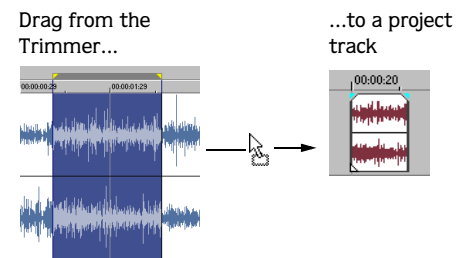 Drag from the
Trimmer...
...to a project
track
00:00:00:29
00:00:01:29
00:00:20